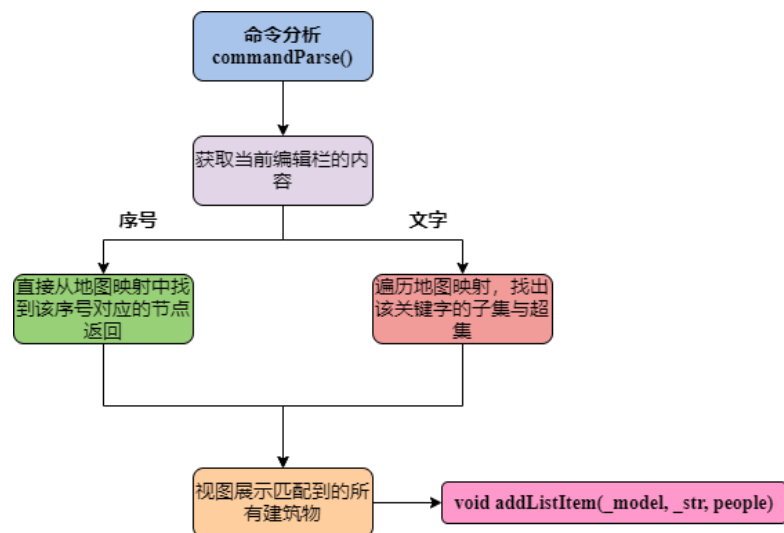 命令分析
commandParse()
获取当前编辑栏的内
容
序号
文字
直接从地图映射中找
到该序号对应的节点
返回
遍历地图映射，找出
该关键字的子集与超
集
视图展示匹配到的所
有建筑物
void addListItem(_model, _str, people)